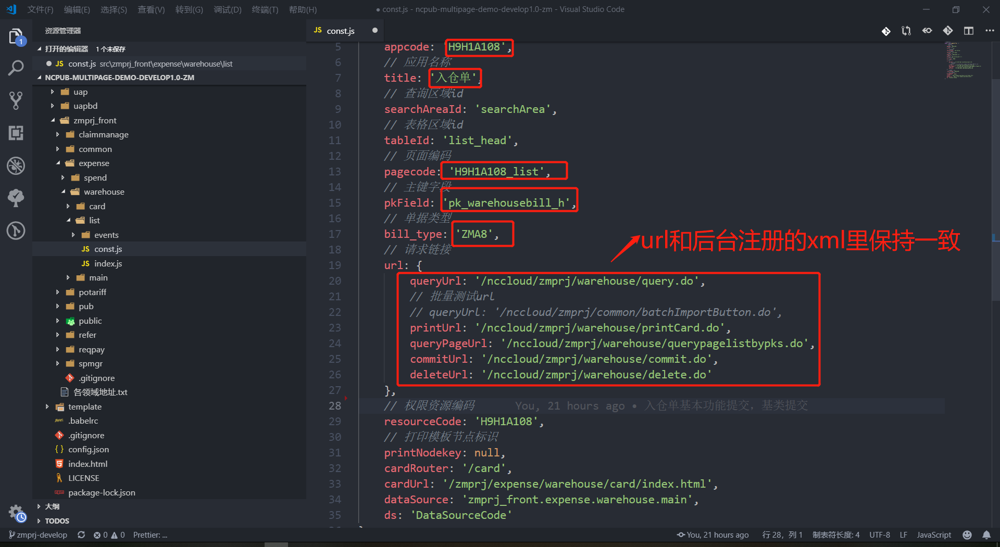 文件(F) 编辑(E) 选择(S) 查看(V) 转到(G) 调试(D) 终端(T) 帮助(H) ● const.js - ncpub-multipage-demo-develop1.0-zm - Visual Studio Code
资源管理器
打开的编辑器 1 个未保存
JS const.js src\zmprj_front\expense\warehouse\list
NCPUB-MULTIPAGE-DEMO-DEVELOP1.0-ZM
uap
uapbd
zmprj_front
claimmanage
common
expense
spend
warehouse
card
list
events
JS const.js
JS index.js
main
potariff
pub
public
refer
reqpay
spmgr
.gitignore
各领域地址.txt
template
.babelrc
.gitignore
config.json
index.html
LICENSE
package-lock.json
大纲
TODOS
JS const.js
5 appcode: 'H9H1A108',
6 // 应用名称
7 title: '入仓单',
8 // 查询区域id
9 searchAreaId: 'searchArea',
10 // 表格区域id
11 tableId: 'list_head',
12 // 页面编码
13 pagecode: 'H9H1A108_list',
14 // 主键字段
15 pkField: 'pk_warehousebill_h',
16 // 单据类型
17 bill_type: 'ZMA8',
18 // 请求链接
url和后台注册的xml里保持一致
19 url: {
20 queryUrl: '/nccloud/zmprj/warehouse/query.do',
21 // 批量测试url
22 // queryUrl: '/nccloud/zmprj/common/batchImportButton.do',
23 printUrl: '/nccloud/zmprj/warehouse/printCard.do',
24 queryPageUrl: '/nccloud/zmprj/warehouse/querypagelistbypks.do',
25 commitUrl: '/nccloud/zmprj/warehouse/commit.do',
26 deleteUrl: '/nccloud/zmprj/warehouse/delete.do'
27 },
28 // 权限资源编码 You, 21 hours ago • 入仓单基本功能提交，基类提交
29 resourceCode: 'H9H1A108',
30 // 打印模板节点标识
31 printNodekey: null,
32 cardRouter: '/card',
33 cardUrl: '/zmprj/expense/warehouse/card/index.html',
34 dataSource: 'zmprj_front.expense.warehouse.main',
35 ds: 'DataSourceCode'
zmprj-develop 0 0 Prettier: ... You, 21 hours ago 行 28，列 1 制表符长度: 4 UTF-8 LF JavaScript